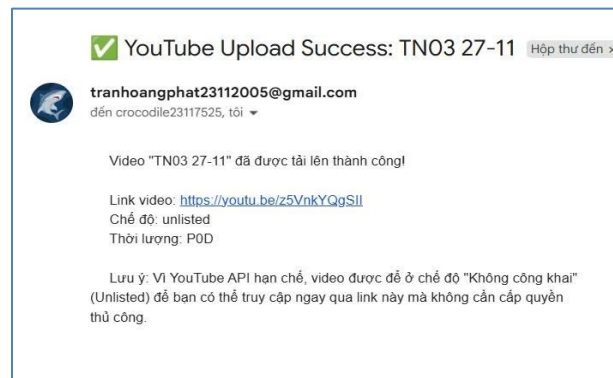 ✅ YouTube Upload Success: TN03 27-11 Hộp thư đến ×
tranhoangphat23112005@gmail.com
đến crocodile23117525, tôi
Video "TN03 27-11" đã được tải lên thành công!
Link video: https://youtu.be/z5VnkYQgSII
Chế độ: unlisted
Thời lượng: P0D
Lưu ý: Vì YouTube API hạn chế, video được để ở chế độ "Không công khai"
(Unlisted) để bạn có thể truy cập ngay qua link này mà không cần cấp quyền
thủ công.